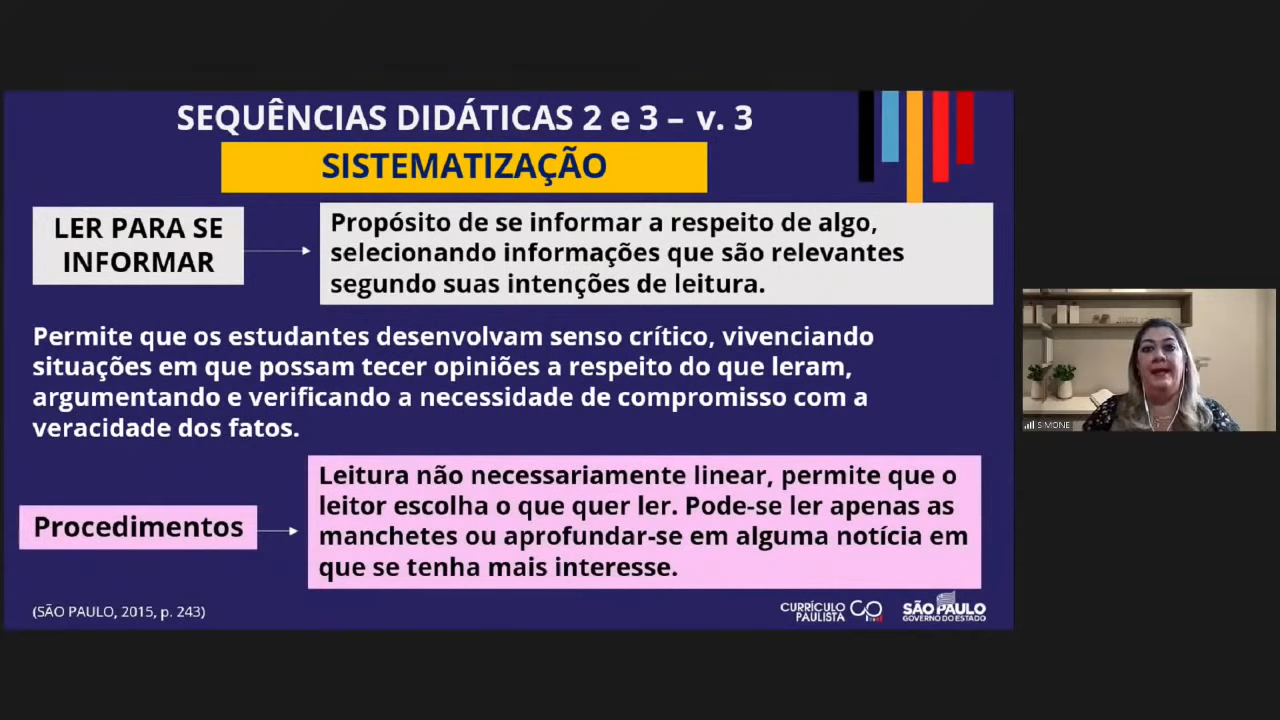 SEQUÊNCIAS DIDÁTICAS 2 e 3 – v. 3
SISTEMATIZAÇÃO
LER PARA SE
INFORMAR
Propósito de se informar a respeito de algo,
selecionando informações que são relevantes
segundo suas intenções de leitura.
Permite que os estudantes desenvolvam senso crítico, vivenciando
situações em que possam tecer opiniões a respeito do que leram,
argumentando e verificando a necessidade de compromisso com a
veracidade dos fatos.
Procedimentos
Leitura não necessariamente linear, permite que o
leitor escolha o que quer ler. Pode-se ler apenas as
manchetes ou aprofundar-se em alguma notícia em
que se tenha mais interesse.
(SÃO PAULO, 2015, p. 243)
CURRÍCULO
PAULISTA
SÃO PAULO
GOVERNO DO ESTADO
SIMONE